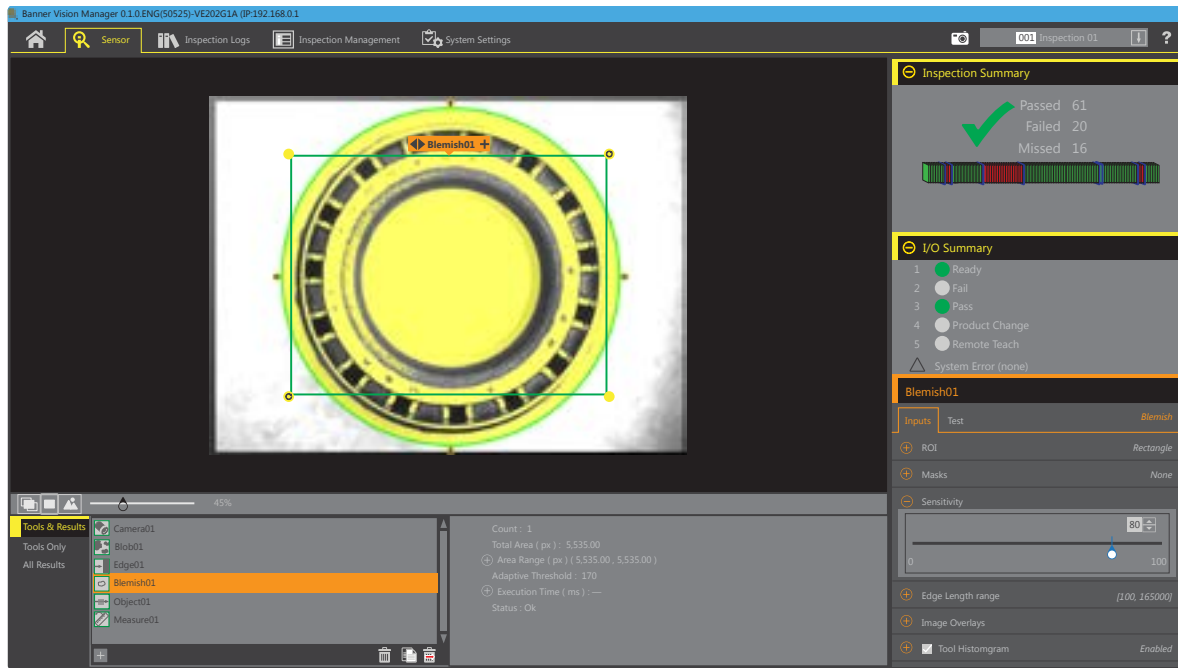 Banner Vision Manager 0.1.0.ENG(50525)-VE202G1A (IP:192.168.0.1
Sensor
Inspection Logs
Inspection Management
System Settings
001 Inspection 01
?
Inspection Summary
Passed 61
Failed 20
Missed 16
Blemish01
I/O Summary
1 Ready
2 Fail
3 Pass
4 Product Change
5 Remote Teach
System Error (none)
Blemish01
Inputs
Test
Blemish
ROI
Rectangle
Masks
None
Sensitivity
80
0
100
Edge Length range
[100, 165000]
Image Overlays
Tool Histomgram
Enabled
45%
Tools & Results
Tools Only
All Results
Camera01
Blob01
Edge01
Blemish01
Object01
Measure01
Count : 1
Total Area ( px ) : 5,535.00
Area Range ( px ) ( 5,535.00 , 5,535.00 )
Adaptive Threshold : 170
Execution Time ( ms ) : ---
Status : Ok